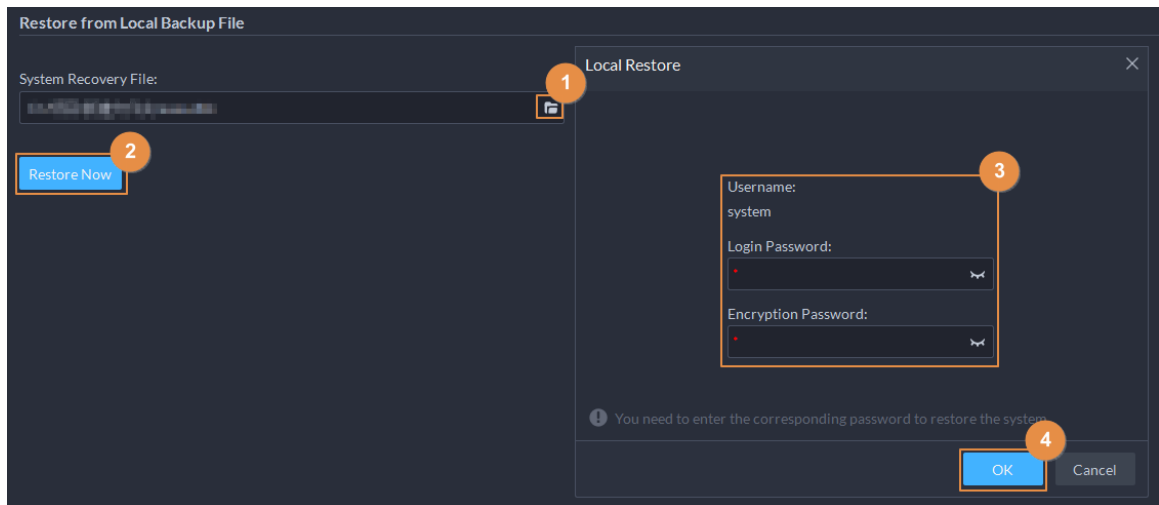 Restore from Local Backup File
System Recovery File:
1
2
Restore Now
Local Restore
3
Username:
system
Login Password:
*
Encryption Password:
*
You need to enter the corresponding password to restore the system
4
OK
Cancel